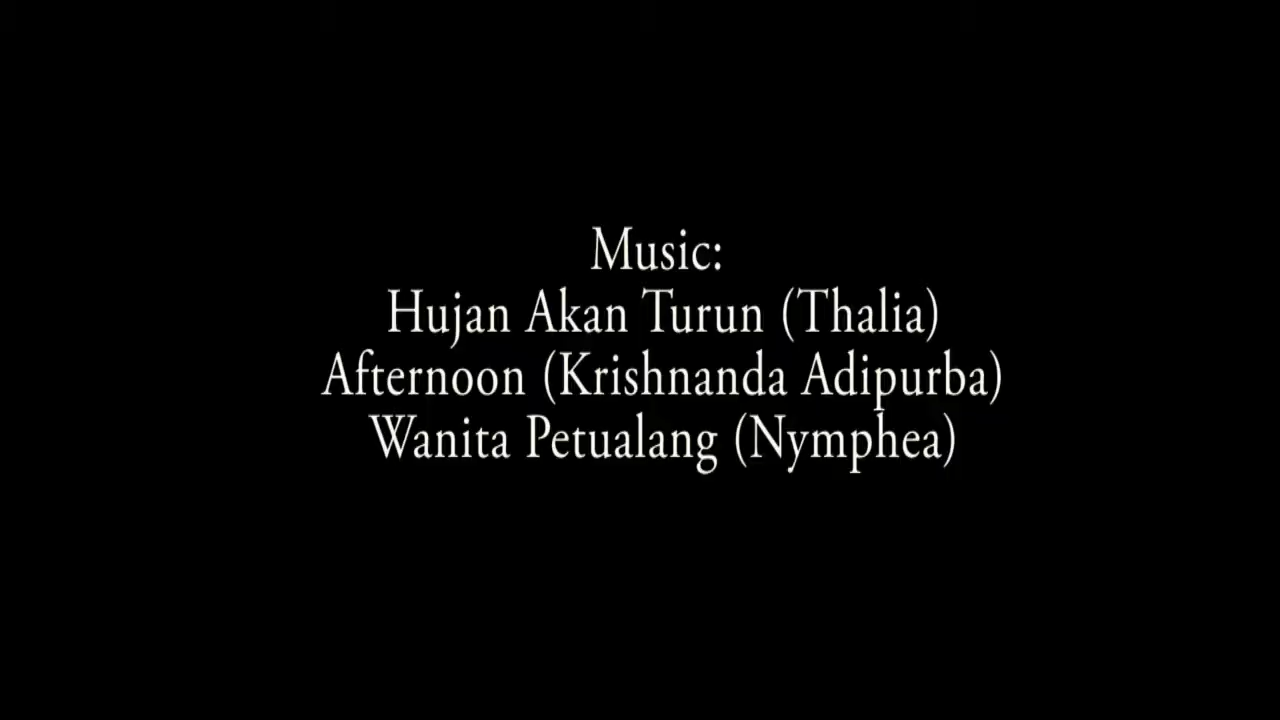 Music:
Hujan Akan Turun (Thalia)
Afternoon (Krishnanda Adipurba)
Wanita Petualang (Nymphea)